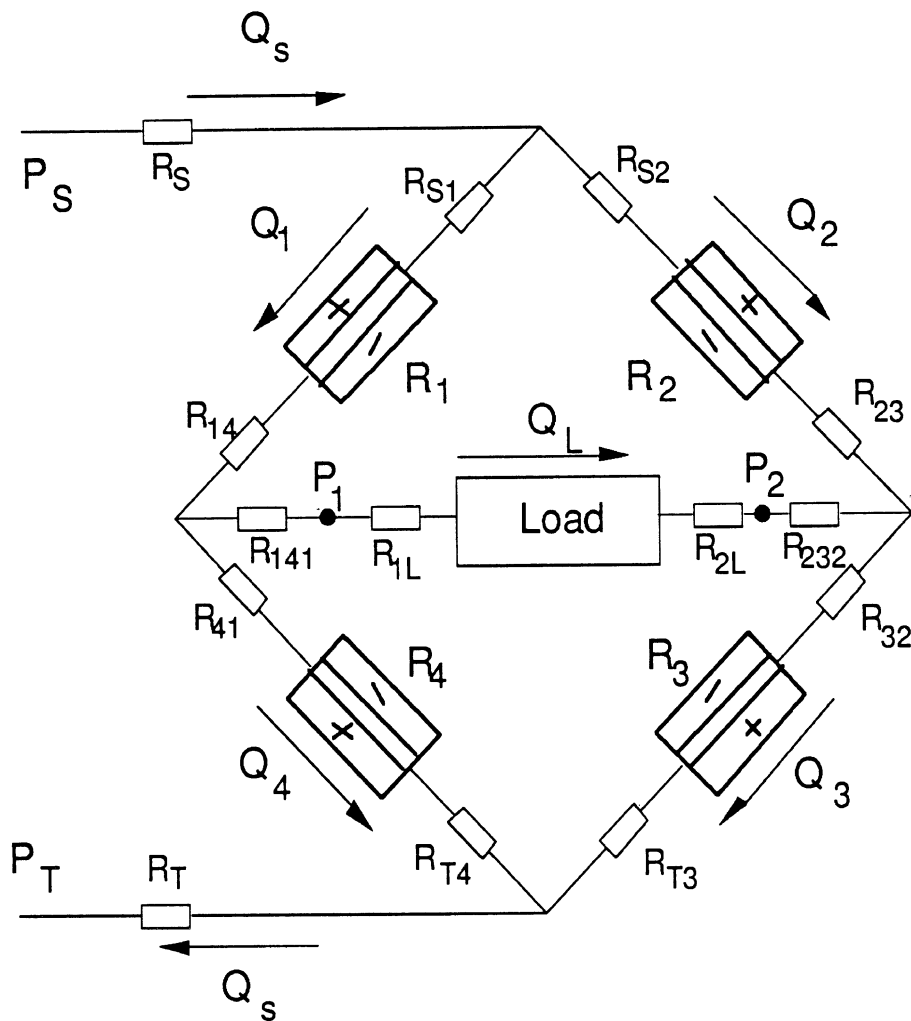 Q_s
R_S
P_S
R_S1
R_S2
Q_1
Q_2
+
−
R_1
+
−
R_2
R_14
R_23
Q_L
P_1
P_2
Load
R_141
R_1L
R_2L
R_232
R_41
R_32
R_4
−
+
R_3
−
+
Q_4
Q_3
P_T
R_T
R_T4
R_T3
Q_s